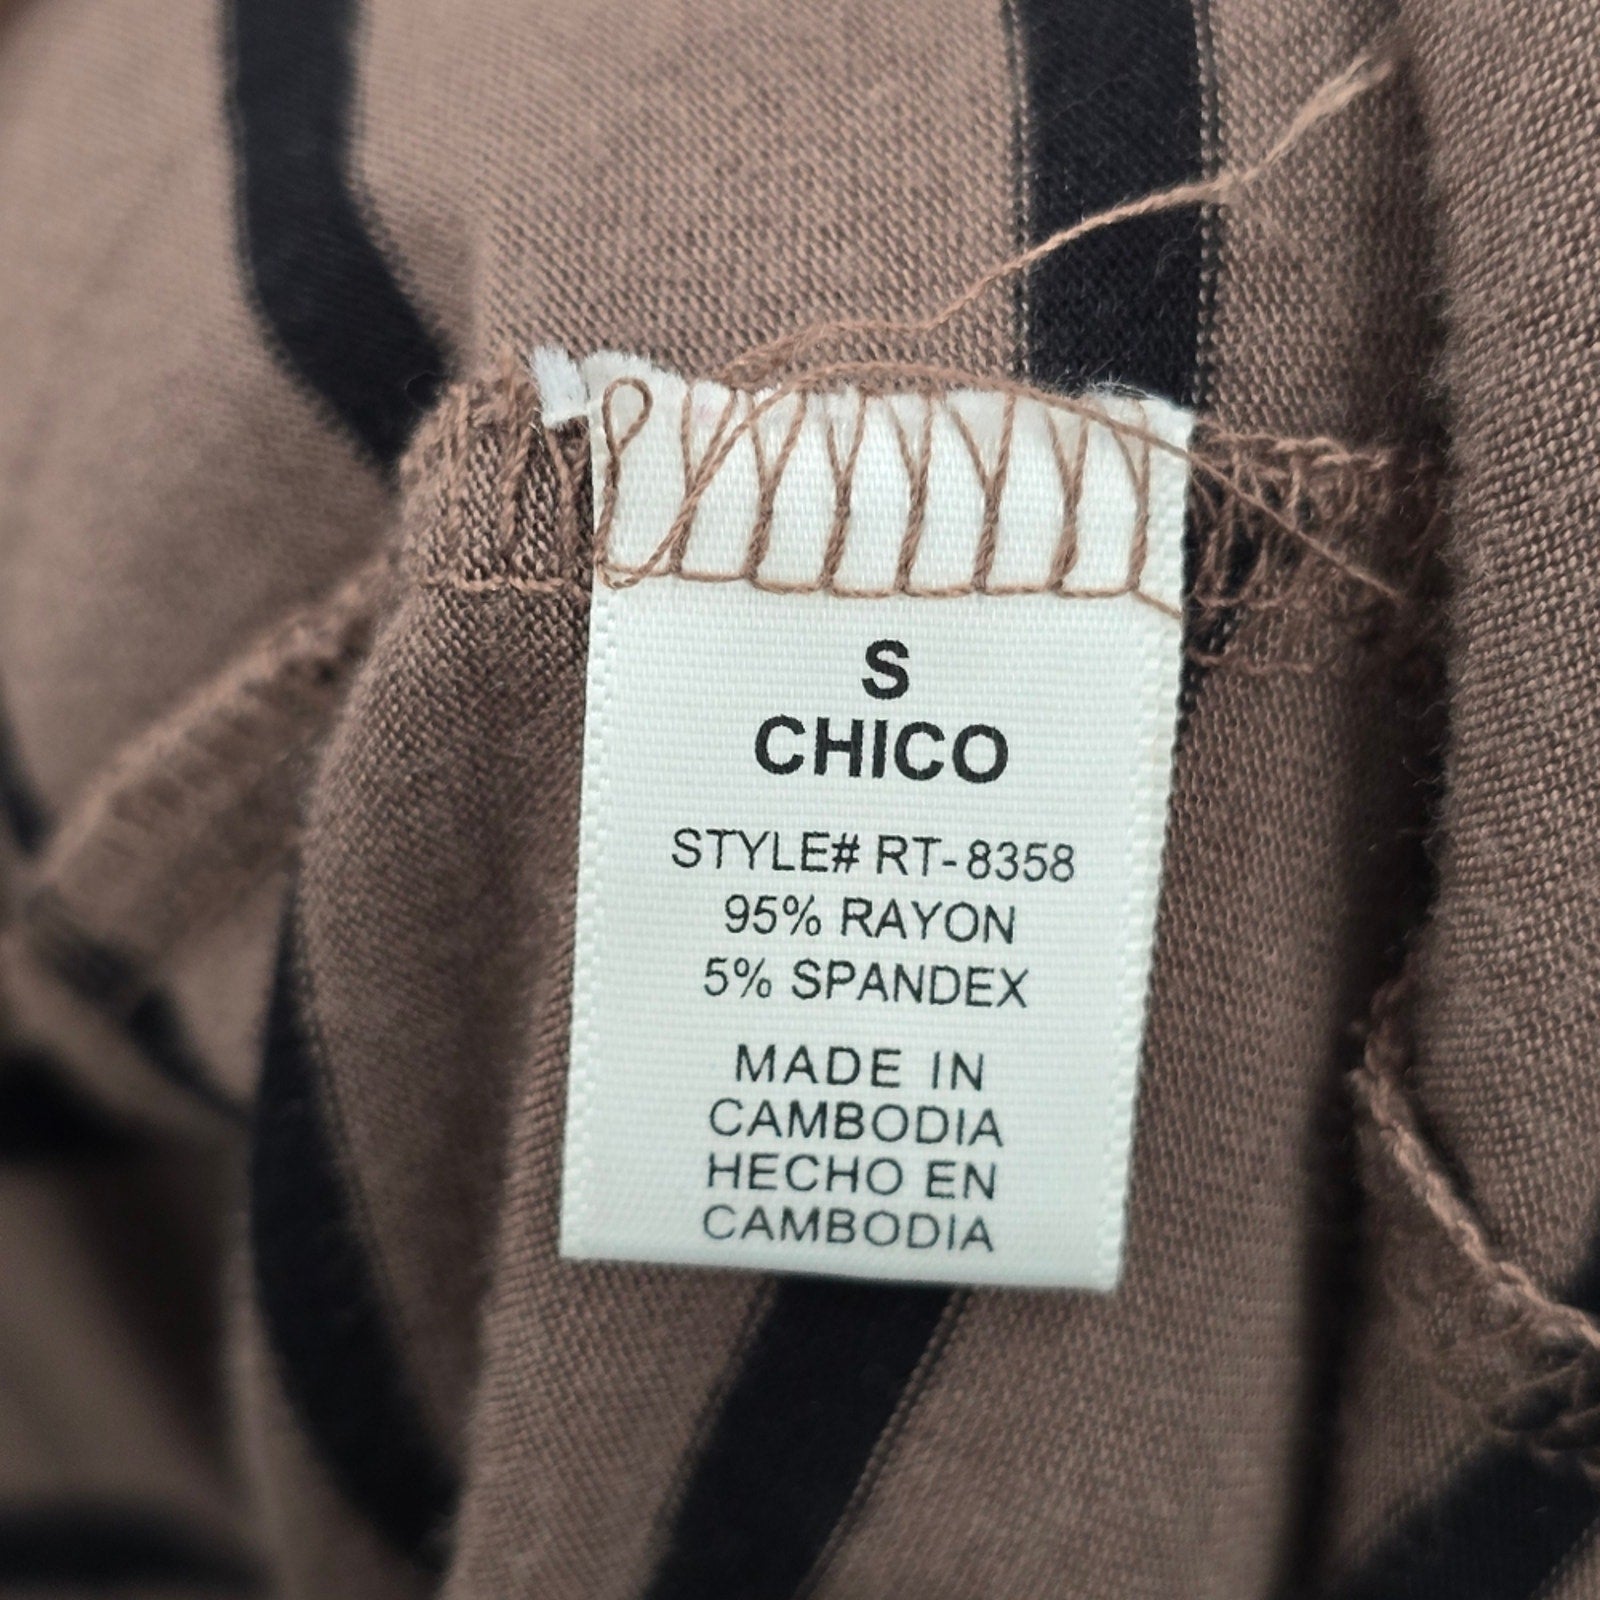 S
CHICO
STYLE# RT-8358
95% RAYON
5% SPANDEX
MADE IN
CAMBODIA
HECHO EN
CAMBODIA